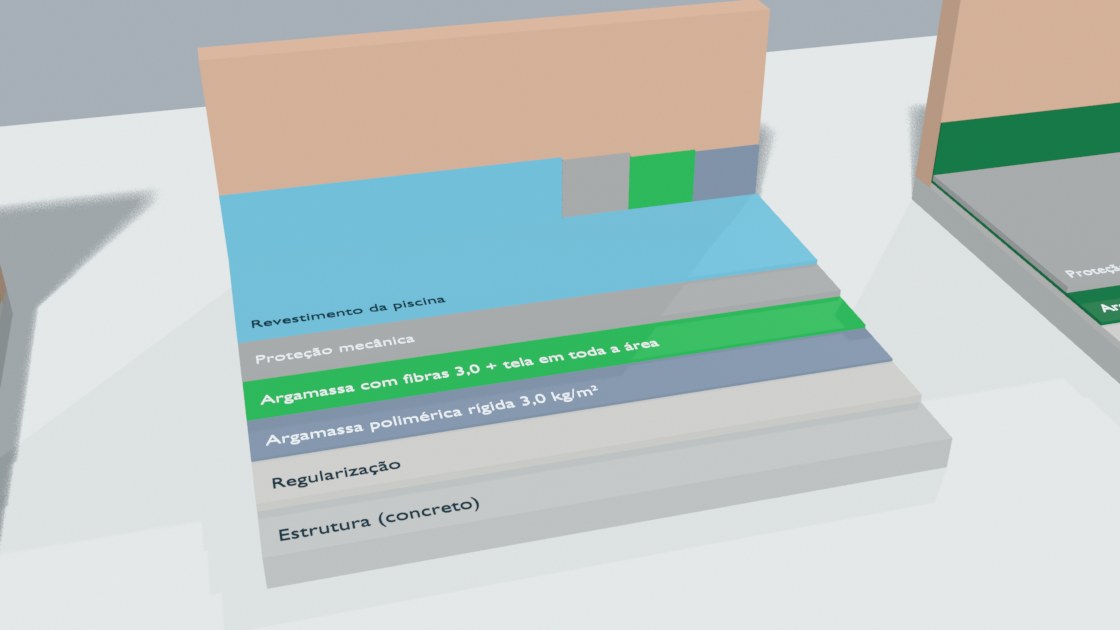 Revestimento da piscina
Proteção mecânica
Argamassa com fibras 3,0 + tela em toda a área
Argamassa polimérica rígida 3,0 kg/m²
Regularização
Estrutura (concreto)